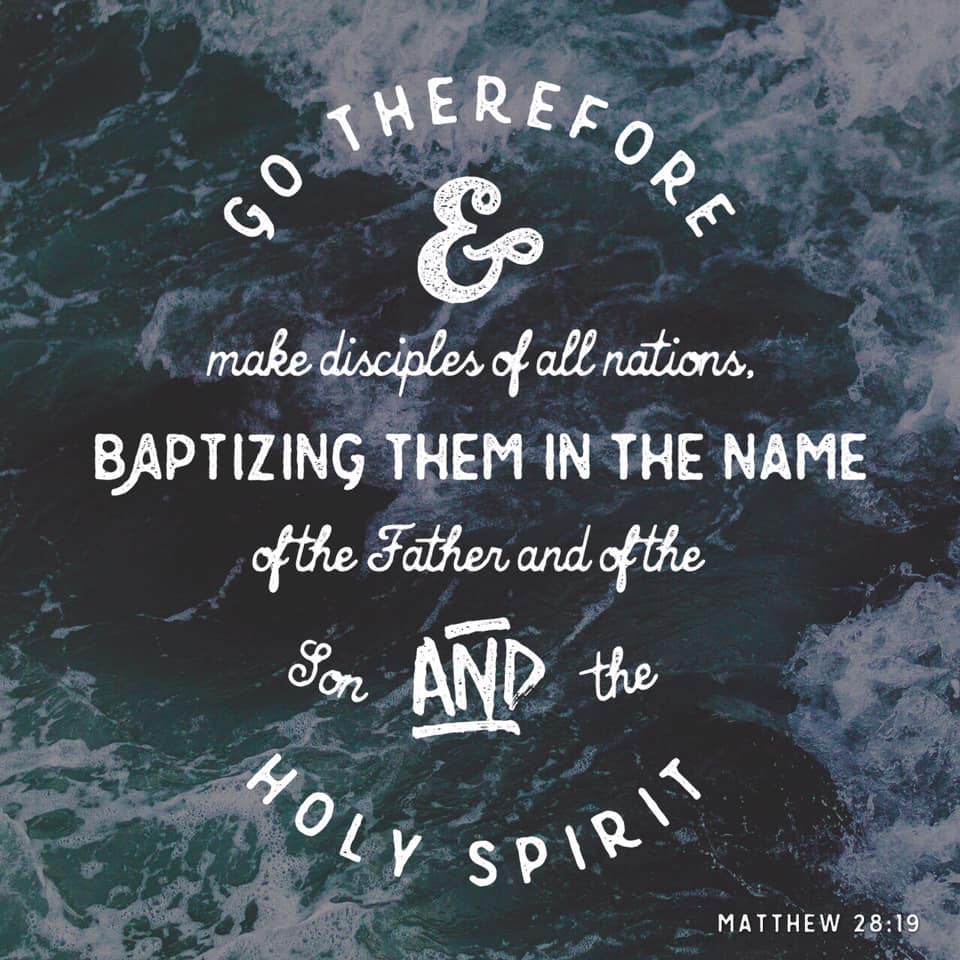 GO THEREFORE
&
make disciples of all nations,
BAPTIZING THEM IN THE NAME
of the Father and of the
Son AND the
HOLY SPIRIT
MATTHEW 28:19